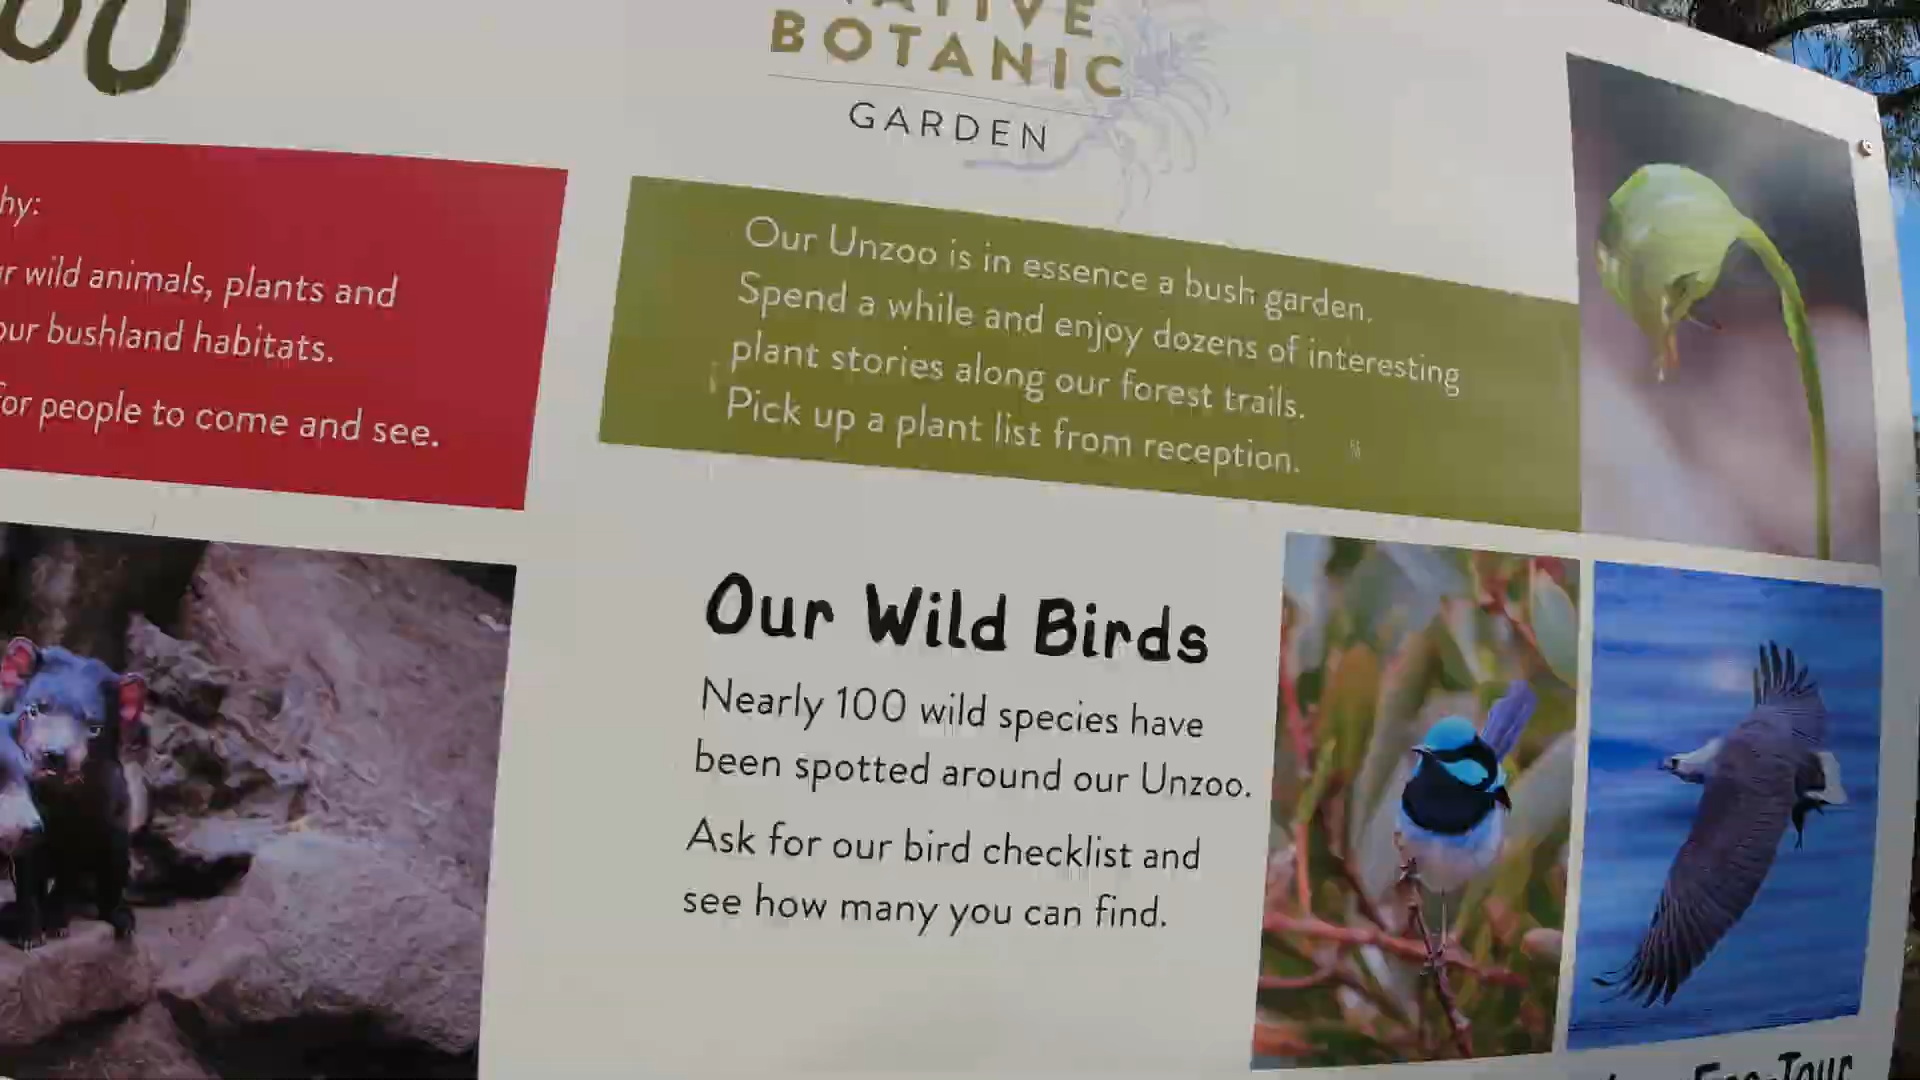 BOTANIC
GARDEN
wild animals, plants and
bushland habitats.
people to come and see.
Our Unzoo is in essence a bush garden.
Spend a while and enjoy dozens of interesting
plant stories along our forest trails.
Pick up a plant list from reception.
Our Wild Birds
Nearly 100 wild species have
been spotted around our Unzoo.
Ask for our bird checklist and
see how many you can find.
Tour